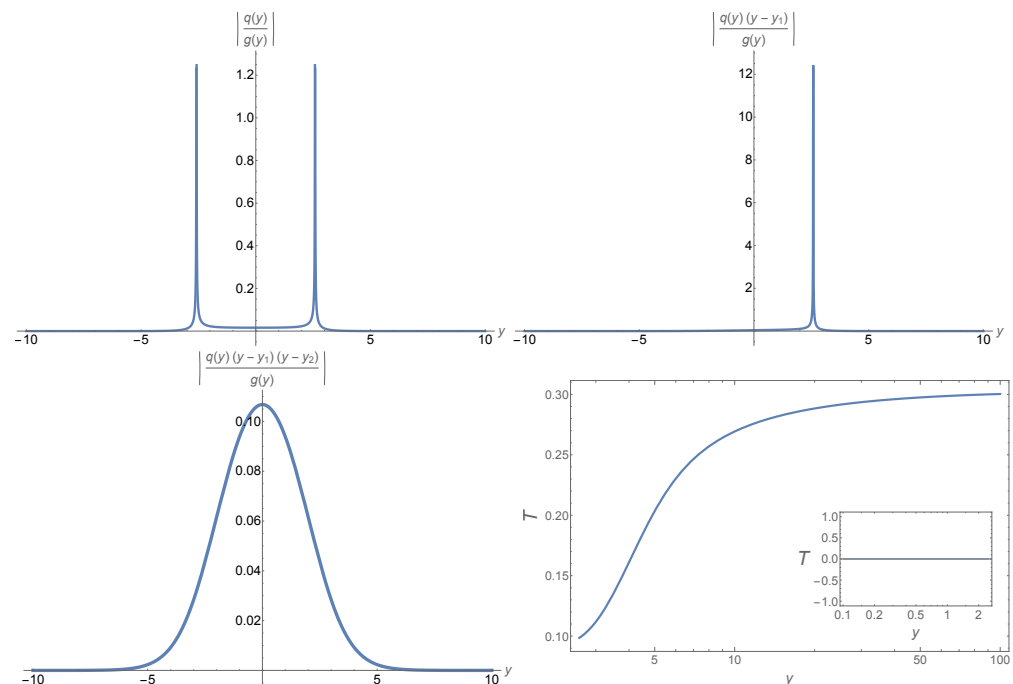 | q(y) / g(y) |
1.2
1.0
0.8
0.6
0.4
0.2
−10 −5 5 10 y
| q(y) (y − y₁) / g(y) |
12
10
8
6
4
2
−10 −5 5 10 y
| q(y) (y − y₁) (y − y₂) / g(y) |
0.10
0.08
0.06
0.04
0.02
−10 −5 5 10 y
0.30
0.25
T 0.20
0.15
0.10
5 10 50 100
y
1.0
0.5
T 0.0
−0.5
−1.0
0.1 0.2 0.5 1 2
y